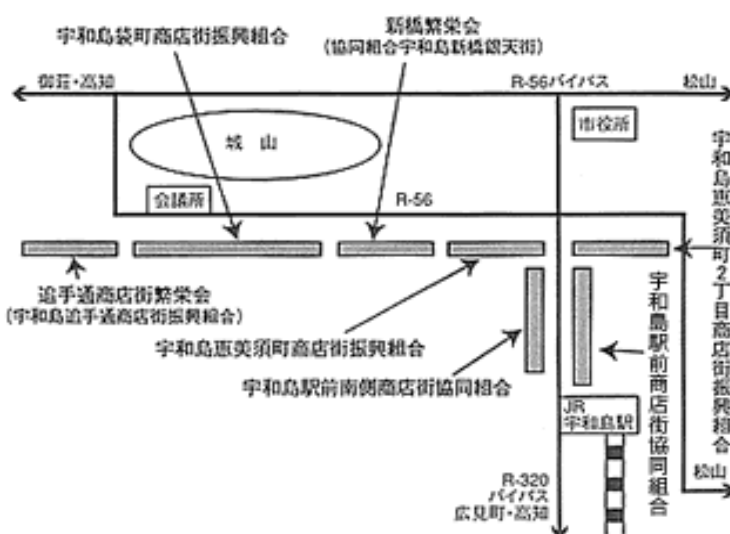 宇和島袋町商店街振興組合
新橋繁栄会
(協同組合宇和島新橋銀天街)
御荘・高知
R-56バイパス
松山
城 山
市役所
会議所
R-56
宇和島恵美須町2丁目商店街振興組合
追手通商店街繁栄会
(宇和島追手通商店街振興組合)
宇和島恵美須町商店街振興組合
宇和島駅前南側商店街協同組合
宇和島駅前商店街協同組合
JR
宇和島駅
松山
R-320
バイパス
広見町・高知